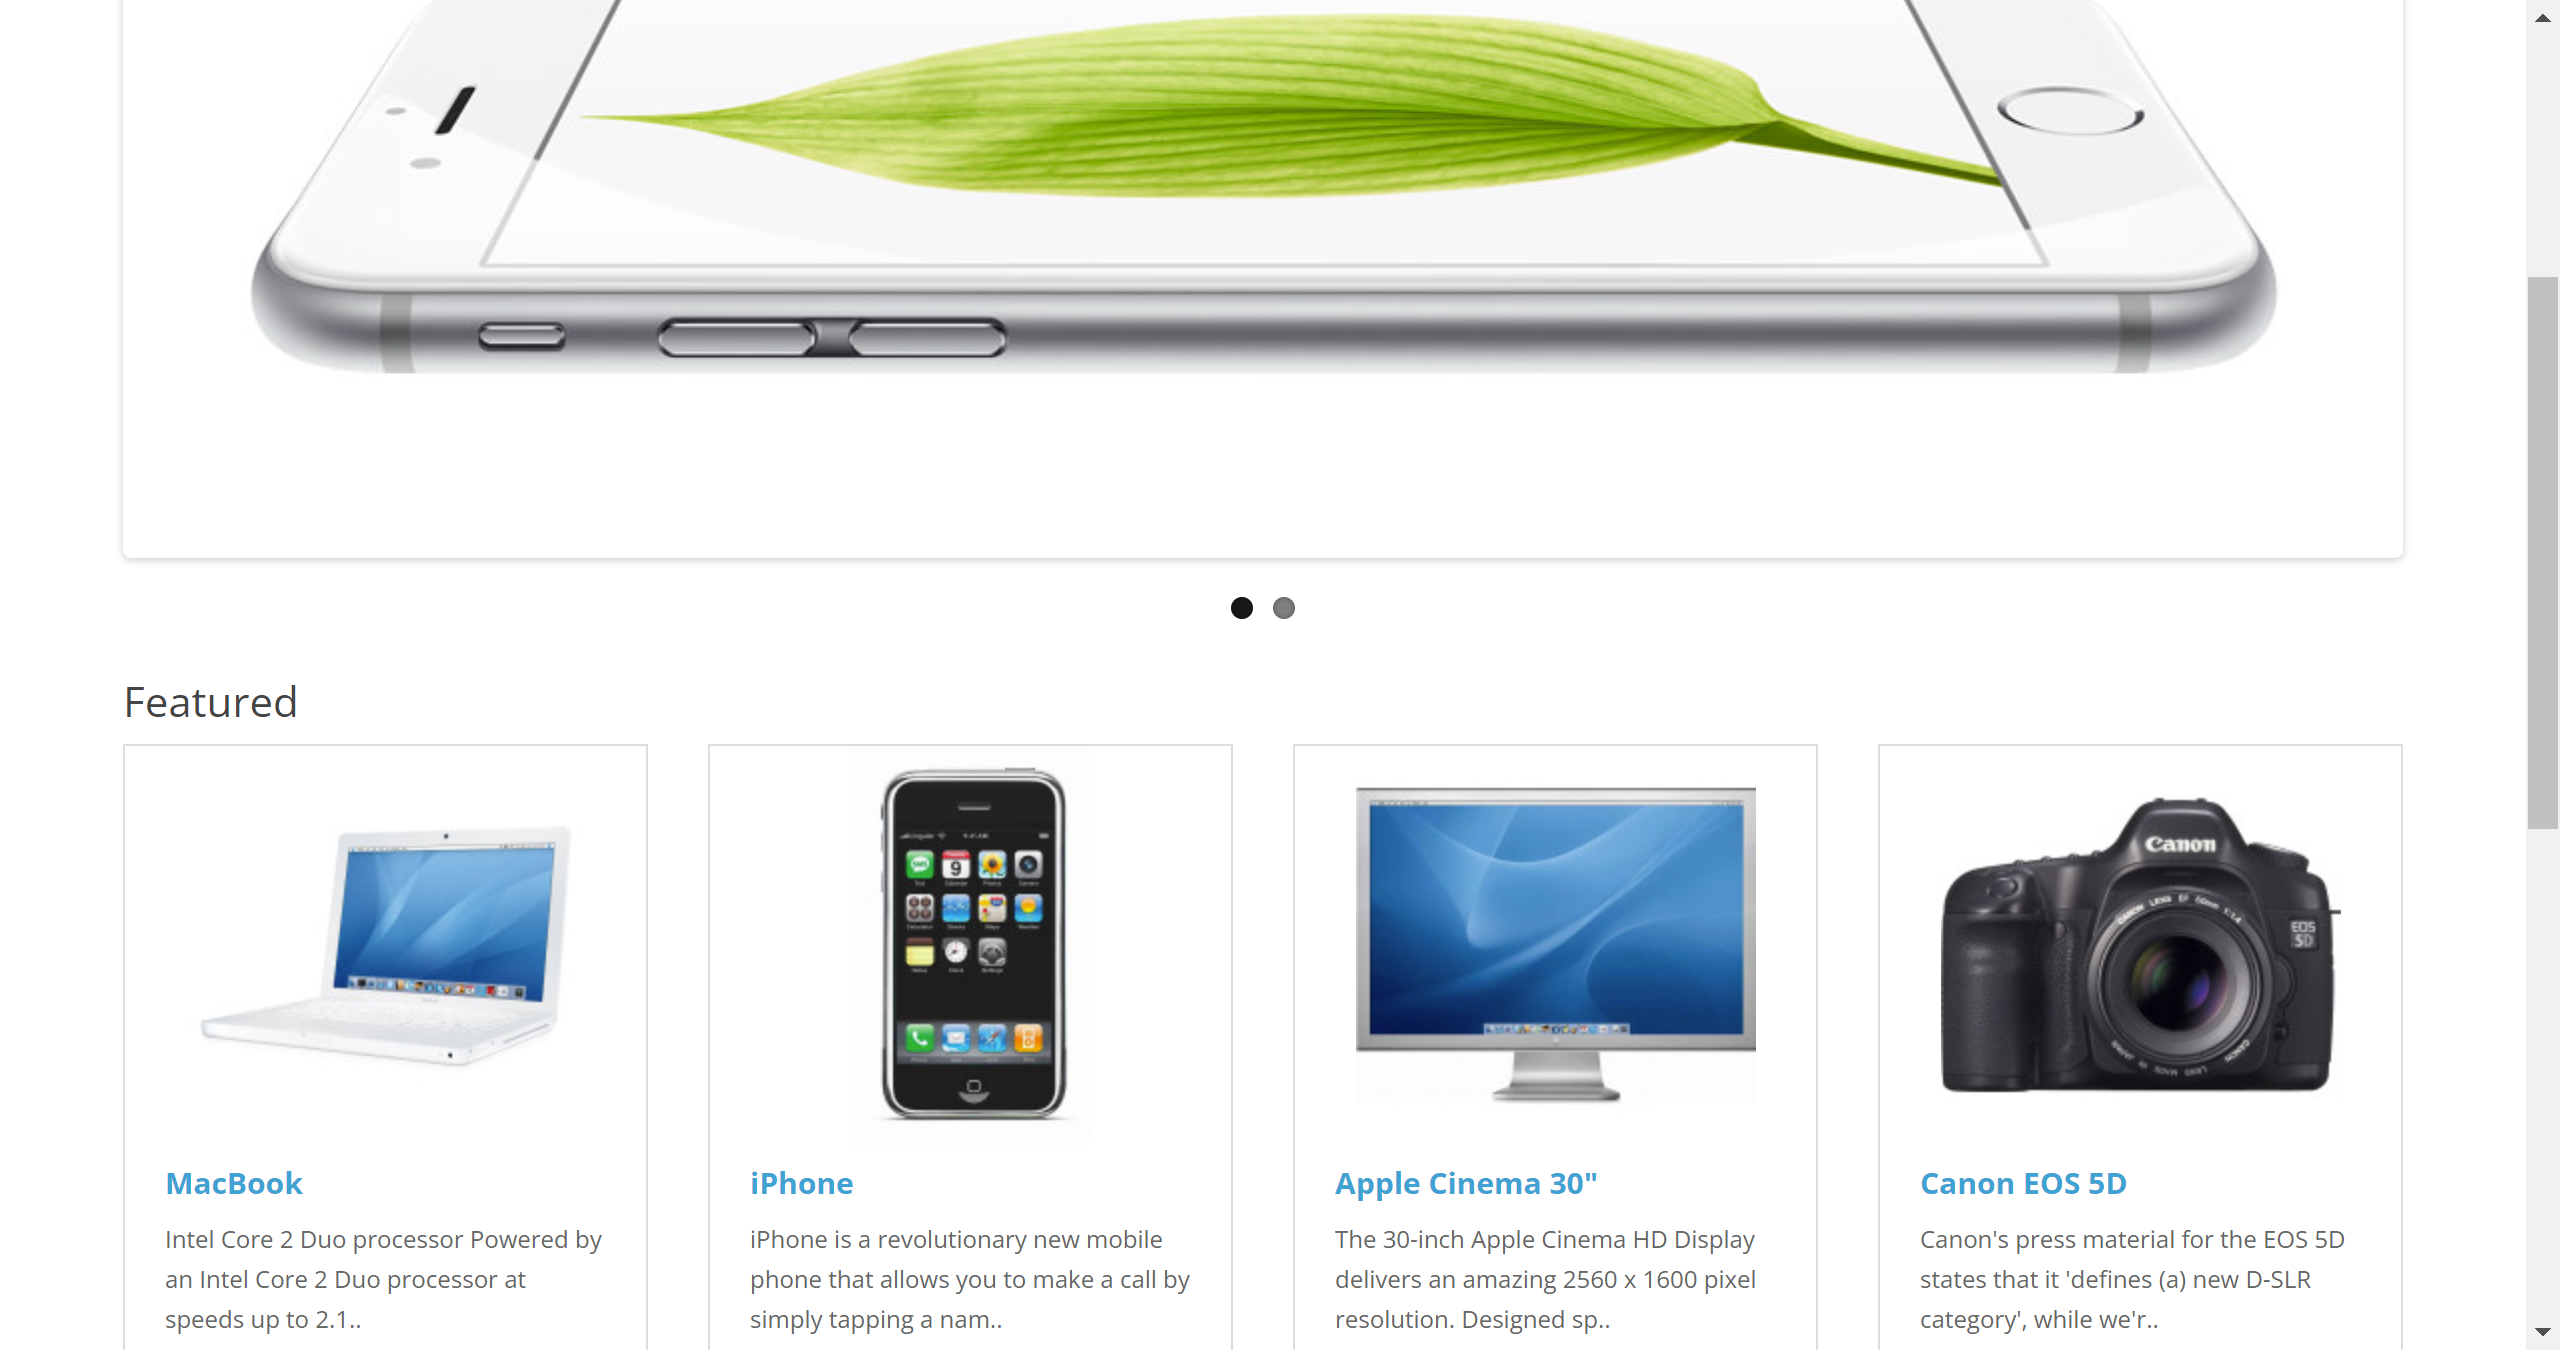 Featured
Canon
EOS
5D
MacBook
Intel Core 2 Duo processor Powered by
an Intel Core 2 Duo processor at
speeds up to 2.1..
iPhone
iPhone is a revolutionary new mobile
phone that allows you to make a call by
simply tapping a nam..
Apple Cinema 30"
The 30-inch Apple Cinema HD Display
delivers an amazing 2560 x 1600 pixel
resolution. Designed sp..
Canon EOS 5D
Canon's press material for the EOS 5D
states that it 'defines (a) new D-SLR
category', while we'r..